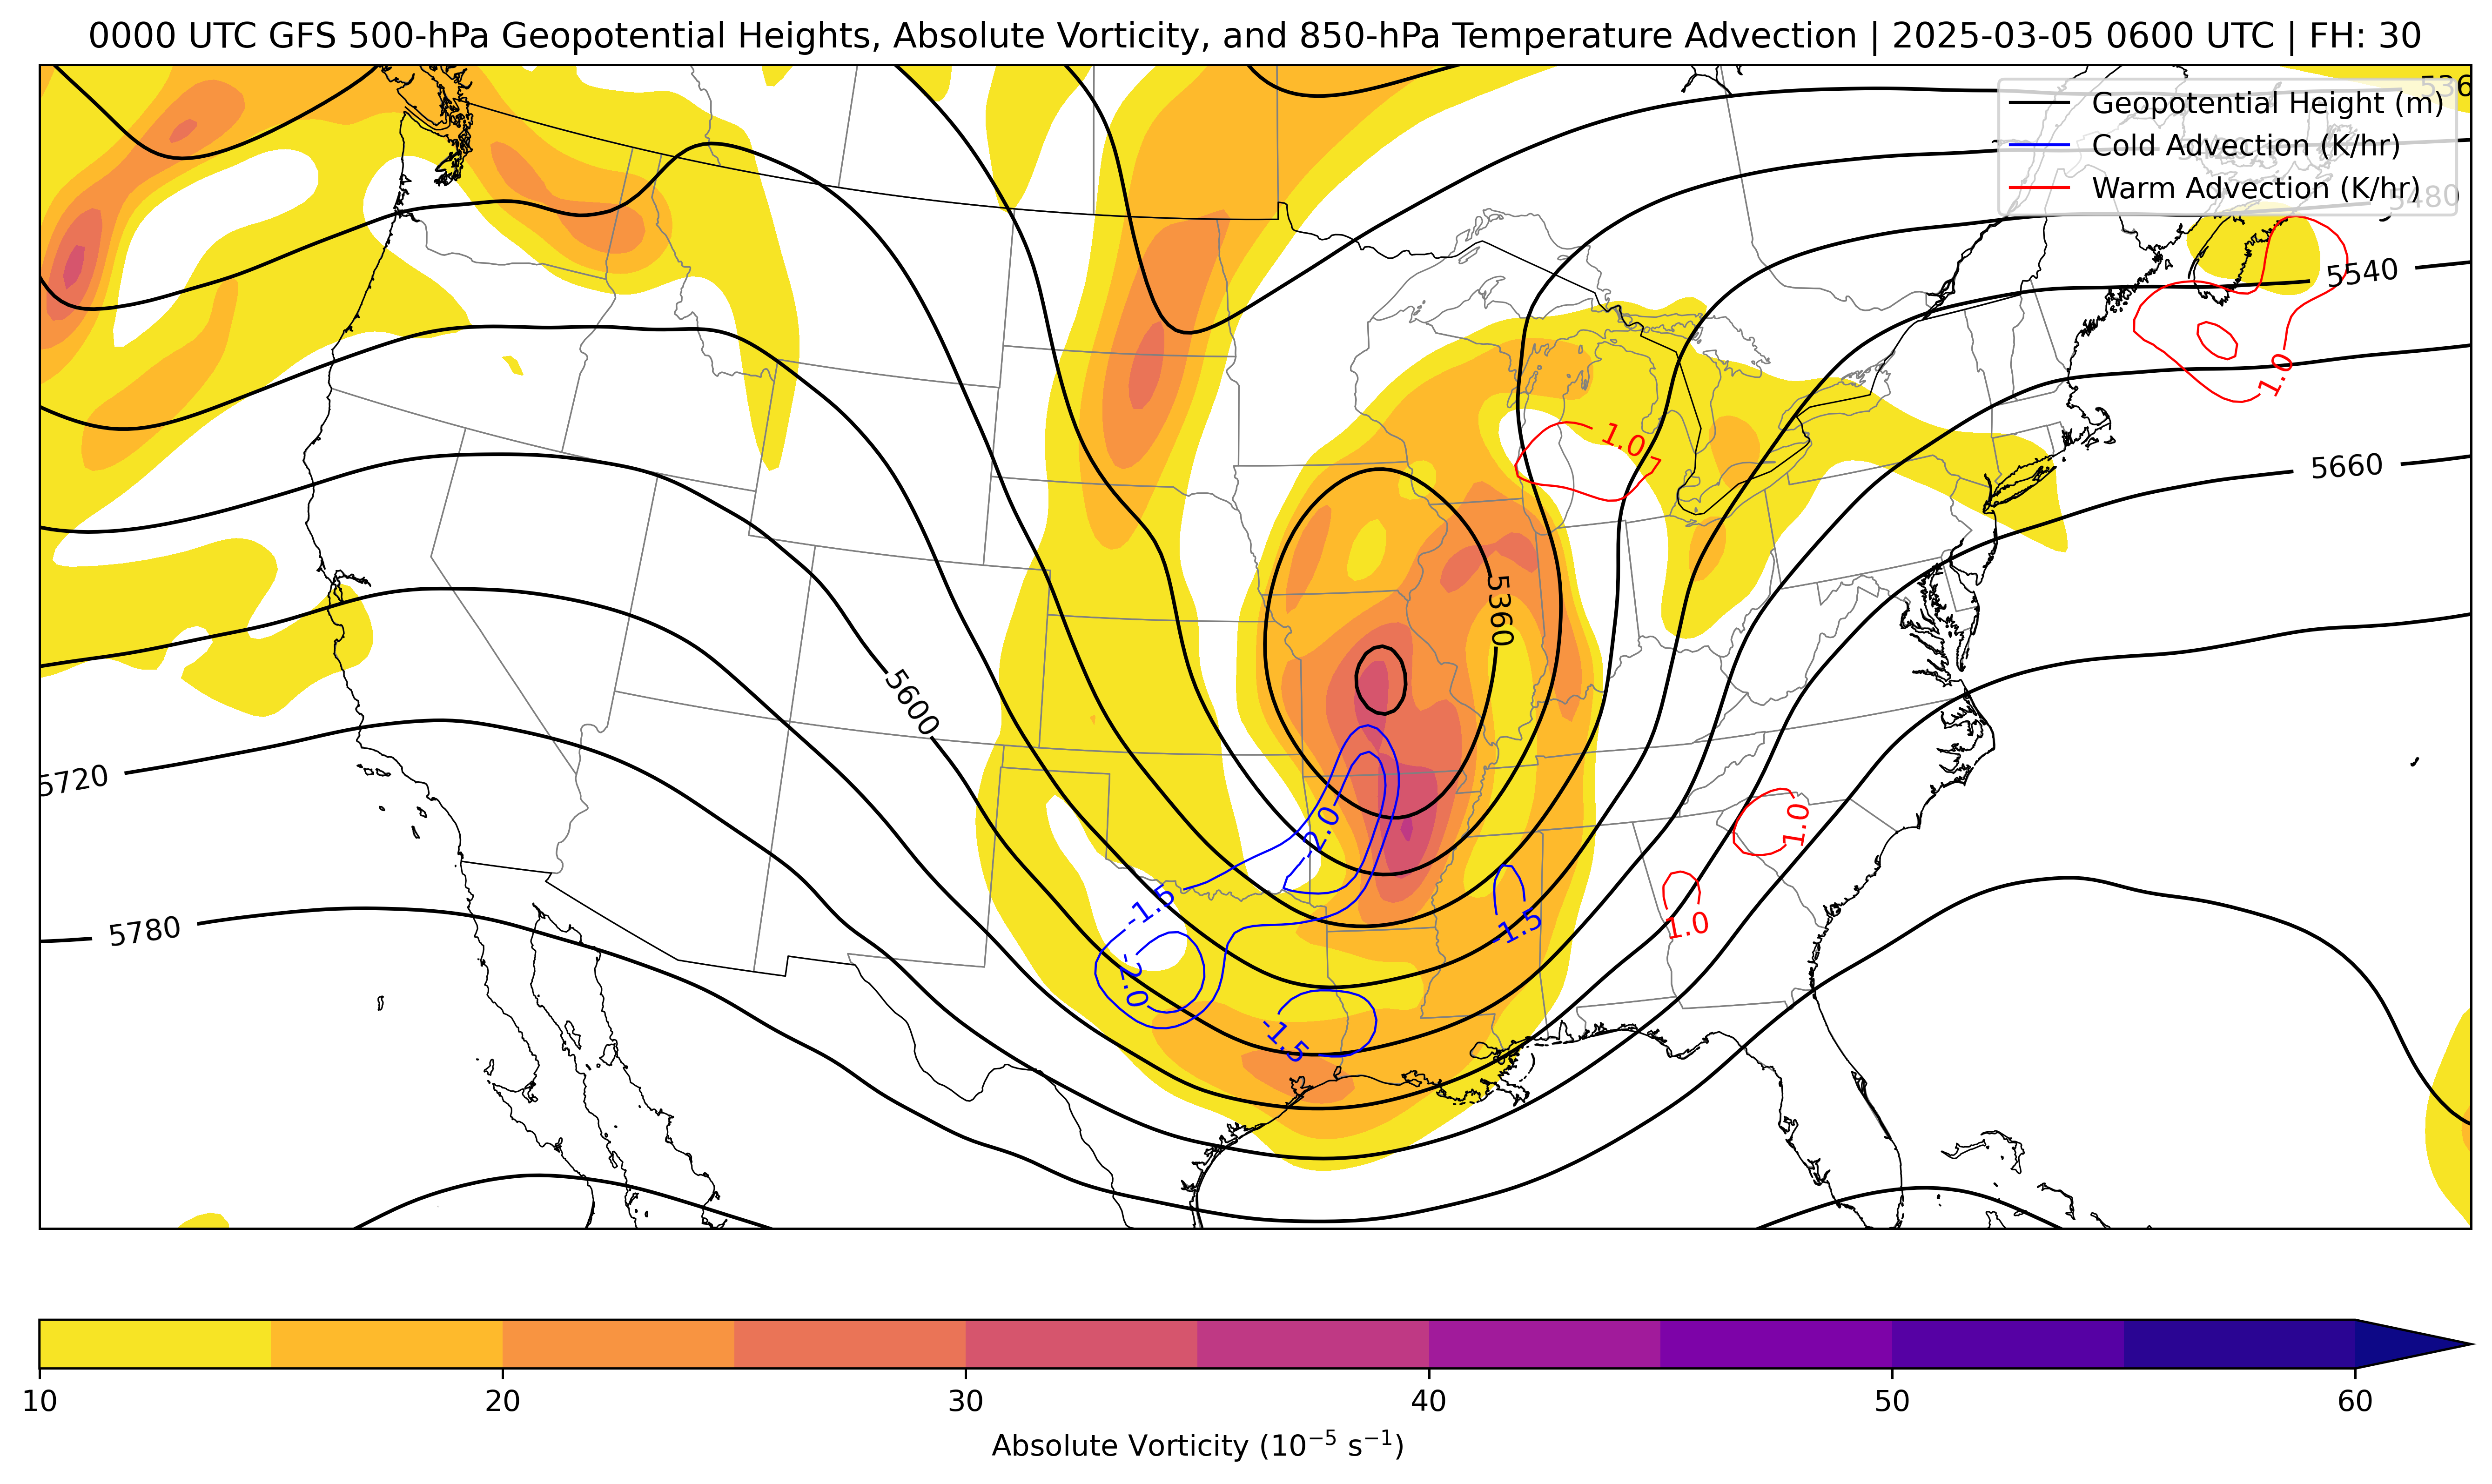 0000 UTC GFS 500-hPa Geopotential Heights, Absolute Vorticity, and 850-hPa Temperature Advection | 2025-03-05 0600 UTC | FH: 30
536
Geopotential Height (m)
Cold Advection (K/hr)
Warm Advection (K/hr)
5480
5540
1.0
1.0
5660
5360
5600
5720
-2.0
1.0
-1.5
-1.5
1.0
5780
-2.0
-1.5
10 20 30 40 50 60
Absolute Vorticity (10⁻⁵ s⁻¹)